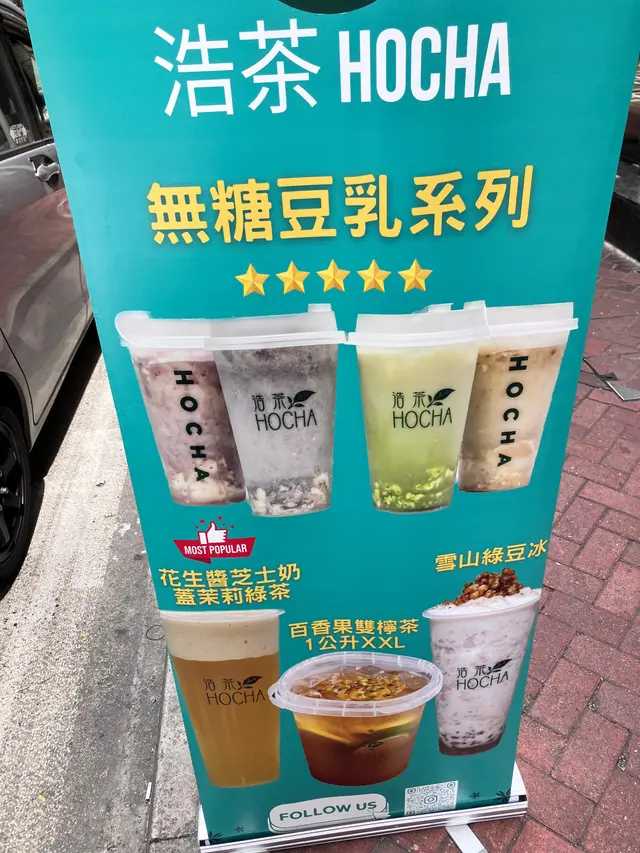 浩茶 HOCHA
無糖豆乳系列
HOCHA
浩茶
HOCHA
浩茶
HOCHA
HOCHA
MOST POPULAR
花生醬芝士奶
蓋茉莉綠茶
雪山綠豆冰
百香果雙檸茶
1公升XXL
浩茶
HOCHA
浩茶
HOCHA
FOLLOW US